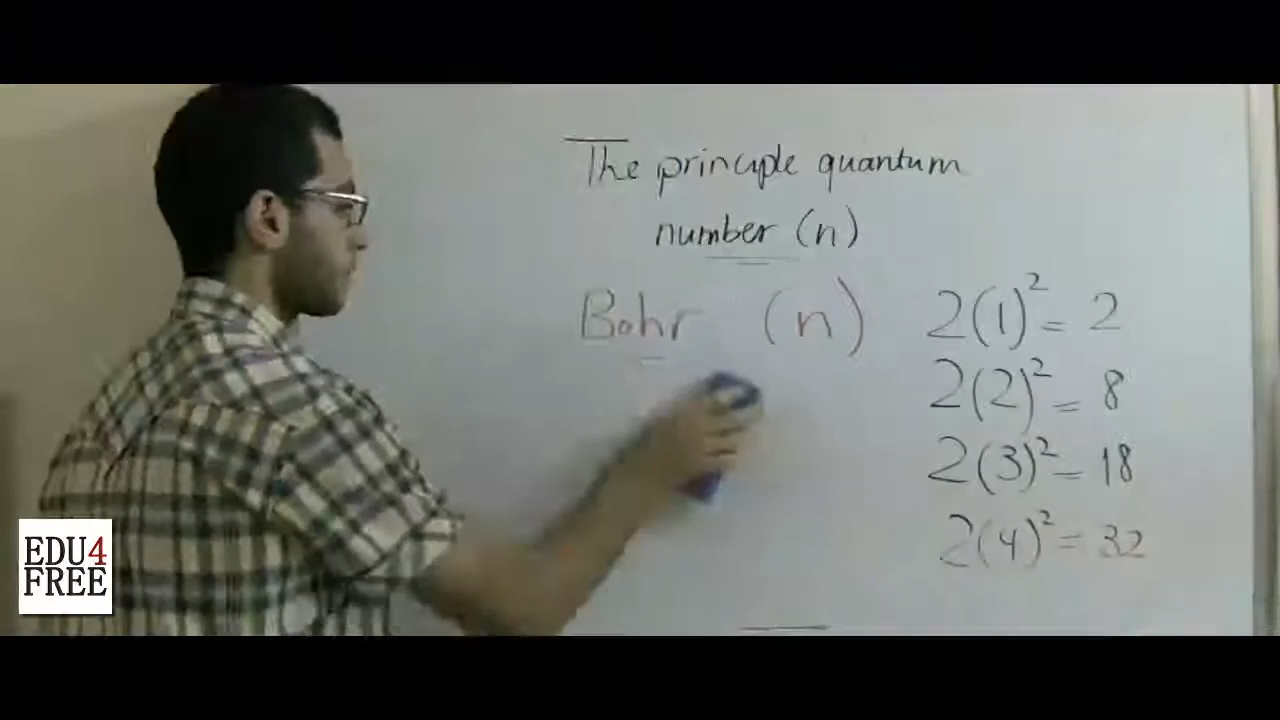 The principle quantum
number (n)
Bohr (n)
2(1)² = 2
2(2)² = 8
2(3)² = 18
2(4)² = 32
EDU4
FREE